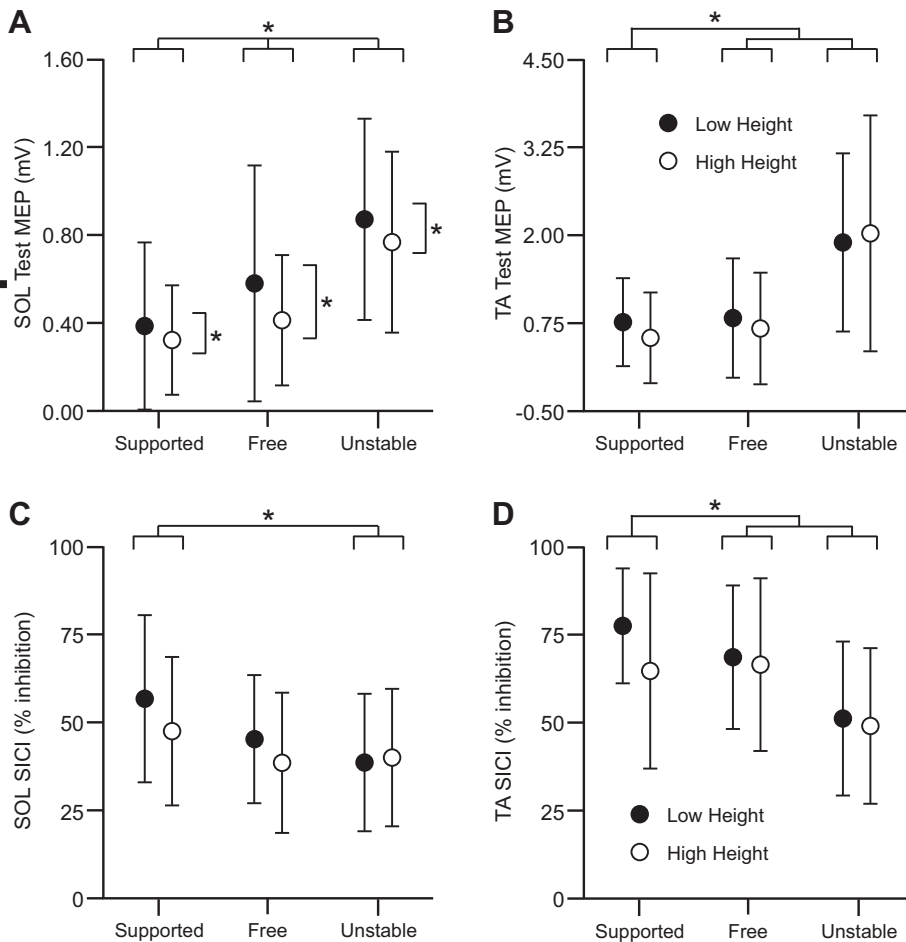 A
*
1.60
1.20
0.80
0.40
0.00
SOL Test MEP (mV)
*
*
*
Supported Free Unstable
B
*
4.50
3.25
2.00
0.75
-0.50
TA Test MEP (mV)
Low Height
High Height
Supported Free Unstable
C
*
100
75
50
25
0
SOL SICI (% inhibition)
Supported Free Unstable
D
*
100
75
50
25
0
TA SICI (% inhibition)
Low Height
High Height
Supported Free Unstable